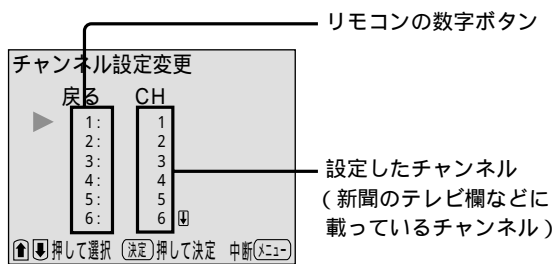 リモコンの数字ボタン
チャンネル設定変更
戻る CH
1: 1
2: 2
3: 3
4: 4
5: 5
6: 6
設定したチャンネル
(新聞のテレビ欄などに
載っているチャンネル)
押して選択 決定 押して決定 中断 メニュー